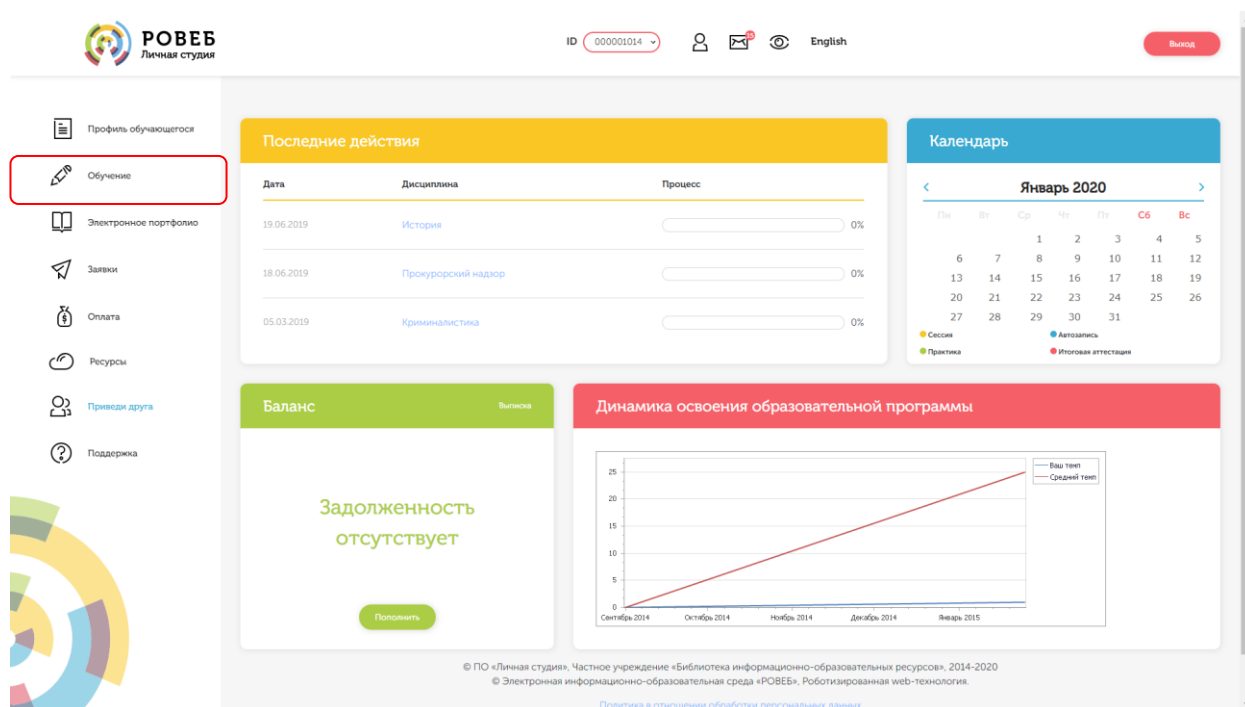 РОВЕБ
Личная студия
ID 000001014
15
English
Выход
Профиль обучающегося
Обучение
Электронное портфолио
Заявки
Оплата
Ресурсы
Приведи друга
Поддержка
Последние действия
Дата Дисциплина Процесс
19.06.2019 История 0%
18.06.2019 Прокурорский надзор 0%
05.03.2019 Криминалистика 0%
Календарь
< Январь 2020 >
Пн Вт Ср Чт Пт Сб Вс
1 2 3 4 5
6 7 8 9 10 11 12
13 14 15 16 17 18 19
20 21 22 23 24 25 26
27 28 29 30 31
Сессия Автозапись
Практика Итоговая аттестация
Баланс Выписка
Задолженность
отсутствует
Пополнить
Динамика освоения образовательной программы
25
20
15
10
5
0
Сентябрь 2014 Октябрь 2014 Ноябрь 2014 Декабрь 2014 Январь 2015
Ваш темп
Средний темп
© ПО «Личная студия», Частное учреждение «Библиотека информационно-образовательных ресурсов», 2014-2020
© Электронная информационно-образовательная среда «РОВЕБ», Роботизированная web-технология.
Политика в отношении обработки персональных данных